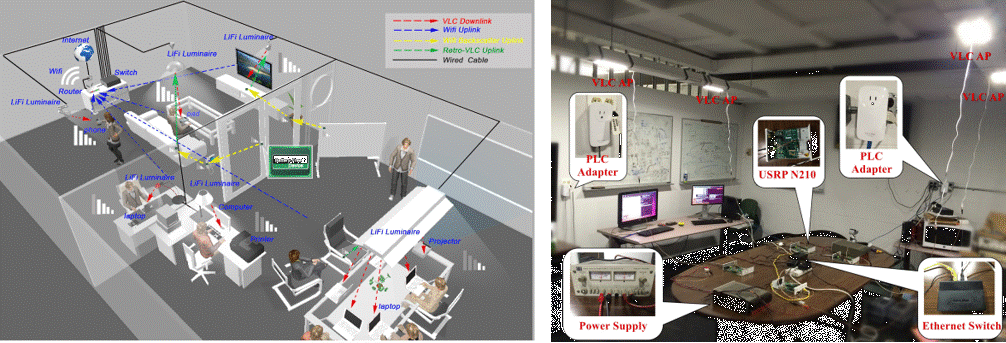 VLC Downlink
Wifi Uplink
Retro-VLC Uplink
Wired Cable
Internet
Wifi
Switch
Router
LiFi Luminaire
LiFi Luminaire
LiFi Luminaire
phone
pad
LiFi Luminaire
LiFi Luminaire
laptop
Computer
Printer
LiFi Luminaire
Projector
laptop
VLC AP
VLC AP
VLC AP
VLC AP
PLC
Adapter
USRP N210
PLC
Adapter
Power Supply
Ethernet Switch